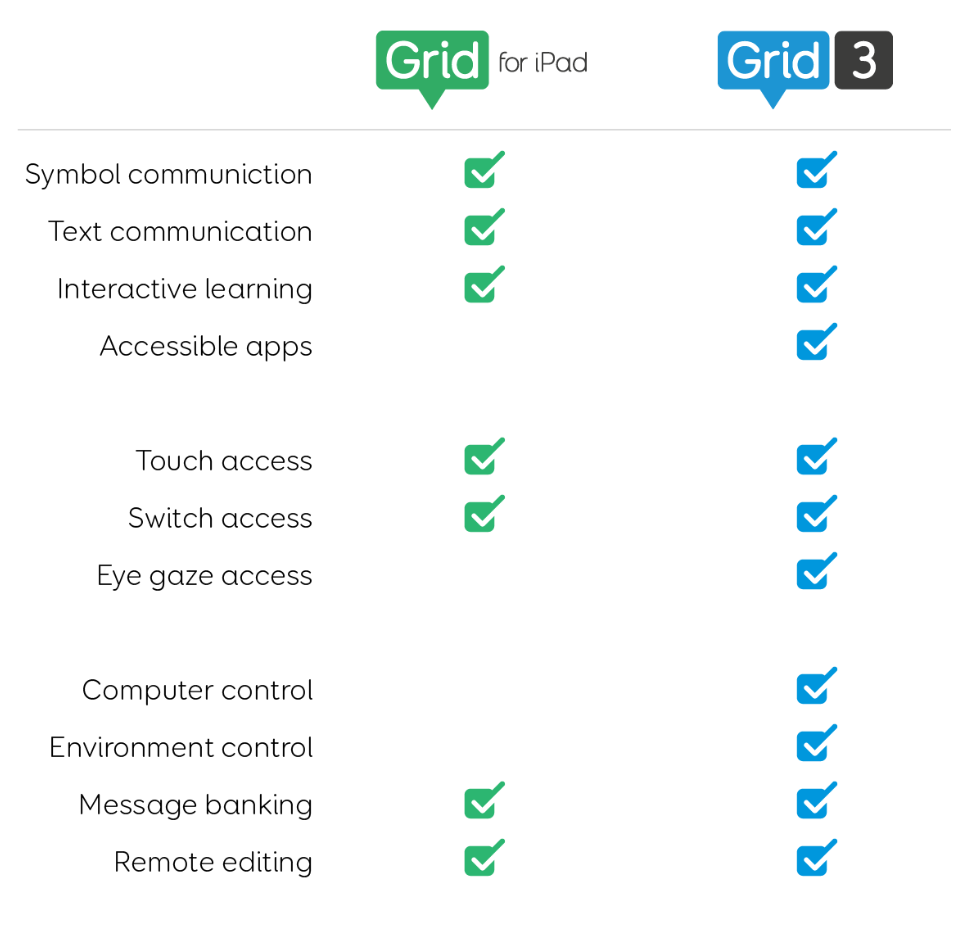 Grid for iPad Grid 3
Symbol communiction
Text communication
Interactive learning
Accessible apps
Touch access
Switch access
Eye gaze access
Computer control
Environment control
Message banking
Remote editing